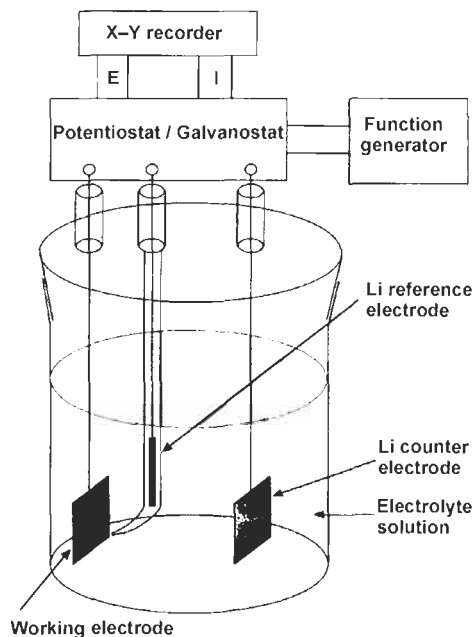 X–Y recorder
E
I
Potentiostat / Galvanostat
Function
generator
Li reference
electrode
Li counter
electrode
Electrolyte
solution
Working electrode